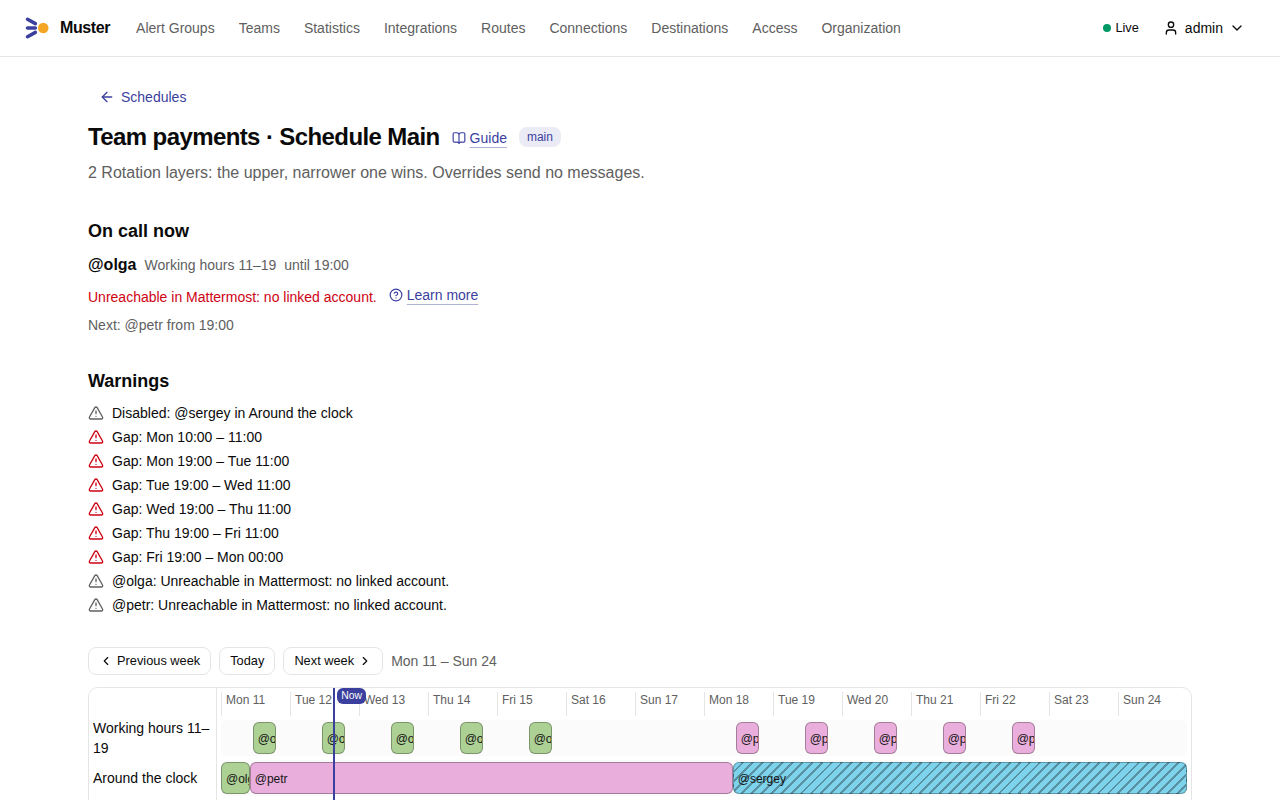 Muster Alert Groups Teams Statistics Integrations Routes Connections Destinations Access Organization Live admin
Schedules
Team payments · Schedule Main Guide main
2 Rotation layers: the upper, narrower one wins. Overrides send no messages.
On call now
@olga Working hours 11–19 until 19:00
Unreachable in Mattermost: no linked account. Learn more
Next: @petr from 19:00
Warnings
Disabled: @sergey in Around the clock
Gap: Mon 10:00 – 11:00
Gap: Mon 19:00 – Tue 11:00
Gap: Tue 19:00 – Wed 11:00
Gap: Wed 19:00 – Thu 11:00
Gap: Thu 19:00 – Fri 11:00
Gap: Fri 19:00 – Mon 00:00
@olga: Unreachable in Mattermost: no linked account.
@petr: Unreachable in Mattermost: no linked account.
Previous week Today Next week Mon 11 – Sun 24
Mon 11 Tue 12 Now Wed 13 Thu 14 Fri 15 Sat 16 Sun 17 Mon 18 Tue 19 Wed 20 Thu 21 Fri 22 Sat 23 Sun 24
Working hours 11–
19
Around the clock @petr @sergey